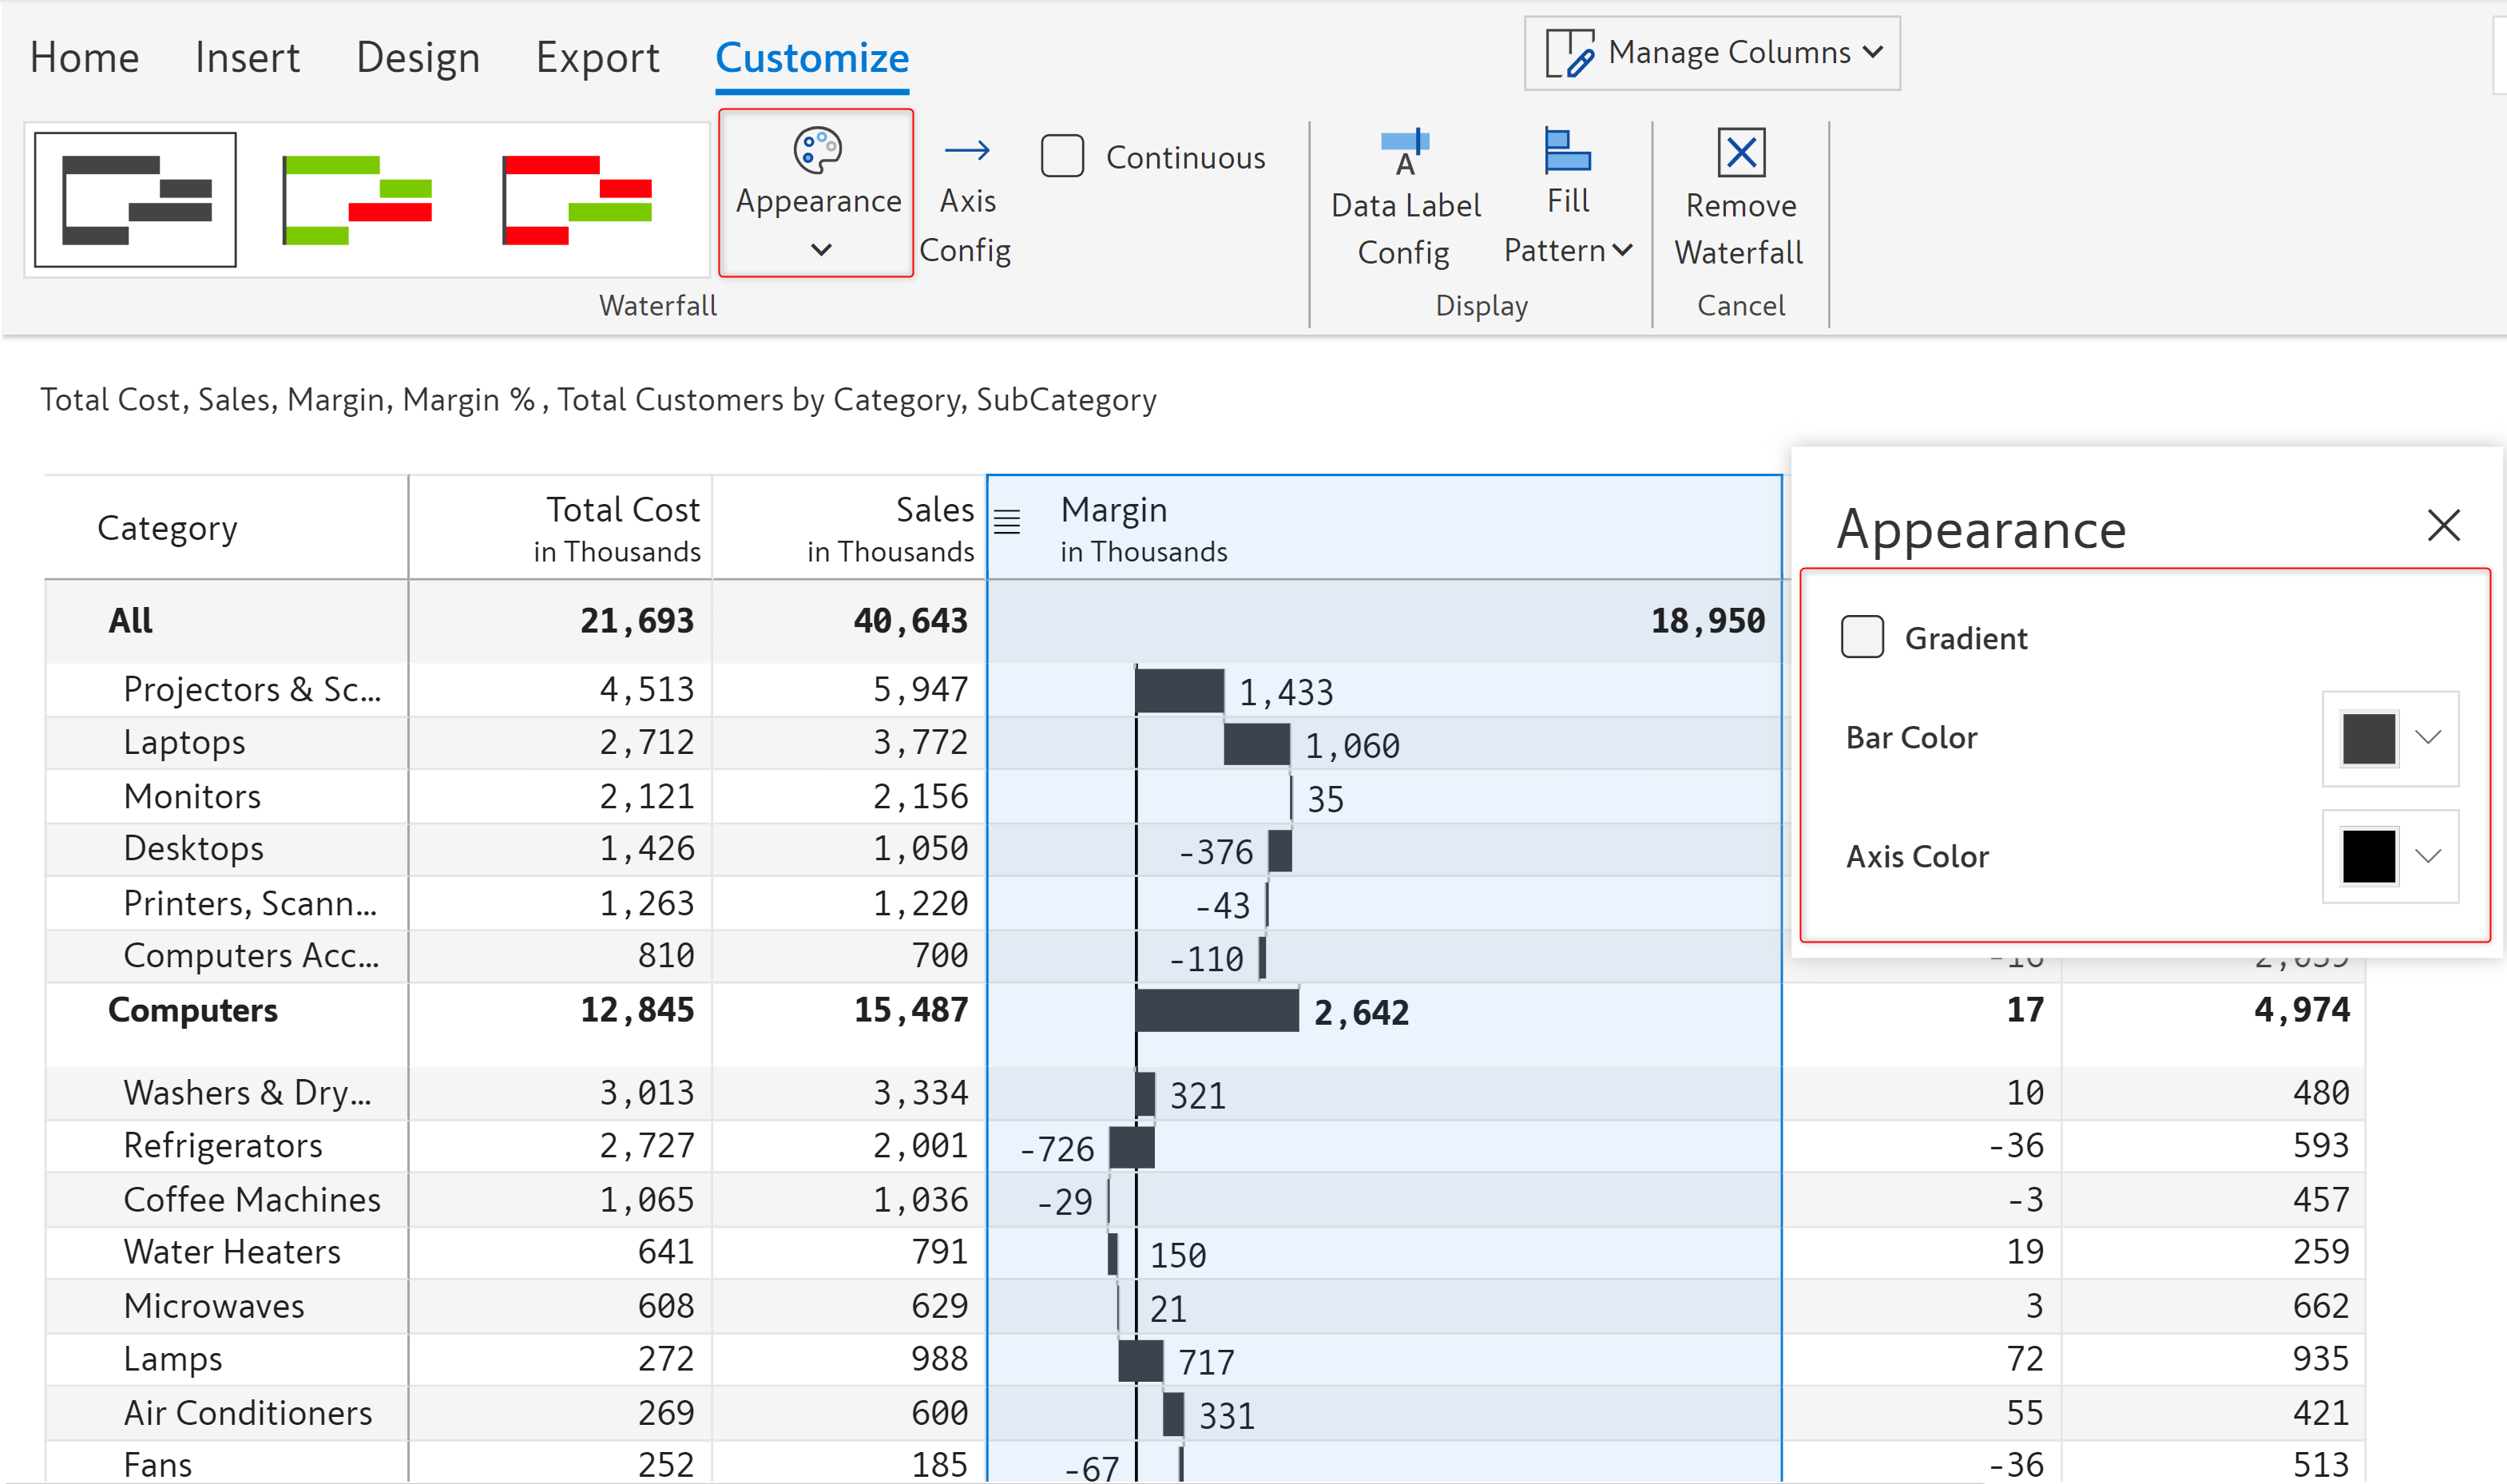 Home Insert Design Export Customize
Manage Columns
Appearance
Axis
Config
Continuous
Data Label
Config
Fill
Pattern
Remove
Waterfall
Waterfall Display Cancel
Total Cost, Sales, Margin, Margin % , Total Customers by Category, SubCategory
Category Total Cost in Thousands Sales in Thousands Margin in Thousands
All 21,693 40,643 18,950
Projectors & Sc... 4,513 5,947 1,433
Laptops 2,712 3,772 1,060
Monitors 2,121 2,156 35
Desktops 1,426 1,050 -376
Printers, Scann... 1,263 1,220 -43
Computers Acc... 810 700 -110
Computers 12,845 15,487 2,642 17 4,974
Washers & Dry... 3,013 3,334 321 10 480
Refrigerators 2,727 2,001 -726 -36 593
Coffee Machines 1,065 1,036 -29 -3 457
Water Heaters 641 791 150 19 259
Microwaves 608 629 21 3 662
Lamps 272 988 717 72 935
Air Conditioners 269 600 331 55 421
Fans 252 185 -67 -36 513
Appearance
Gradient
Bar Color
Axis Color